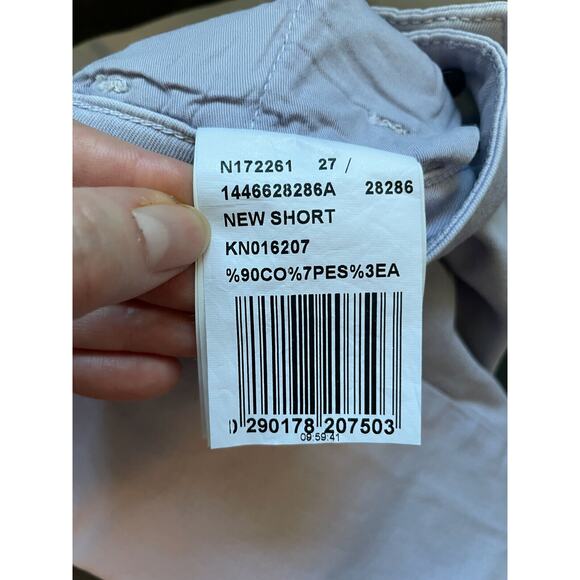 N172261 27 /
1446628286A 28286
NEW SHORT
KN016207
%90CO%7PES%3EA
290178 207503
09:59:41